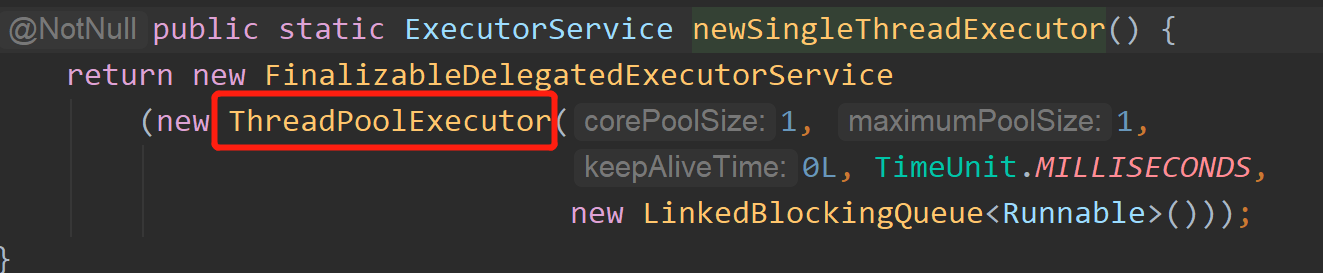 @NotNull public static ExecutorService newSingleThreadExecutor() {
return new FinalizableDelegatedExecutorService
(new ThreadPoolExecutor( corePoolSize: 1, maximumPoolSize: 1,
keepAliveTime: 0L, TimeUnit.MILLISECONDS,
new LinkedBlockingQueue<Runnable>()));
}